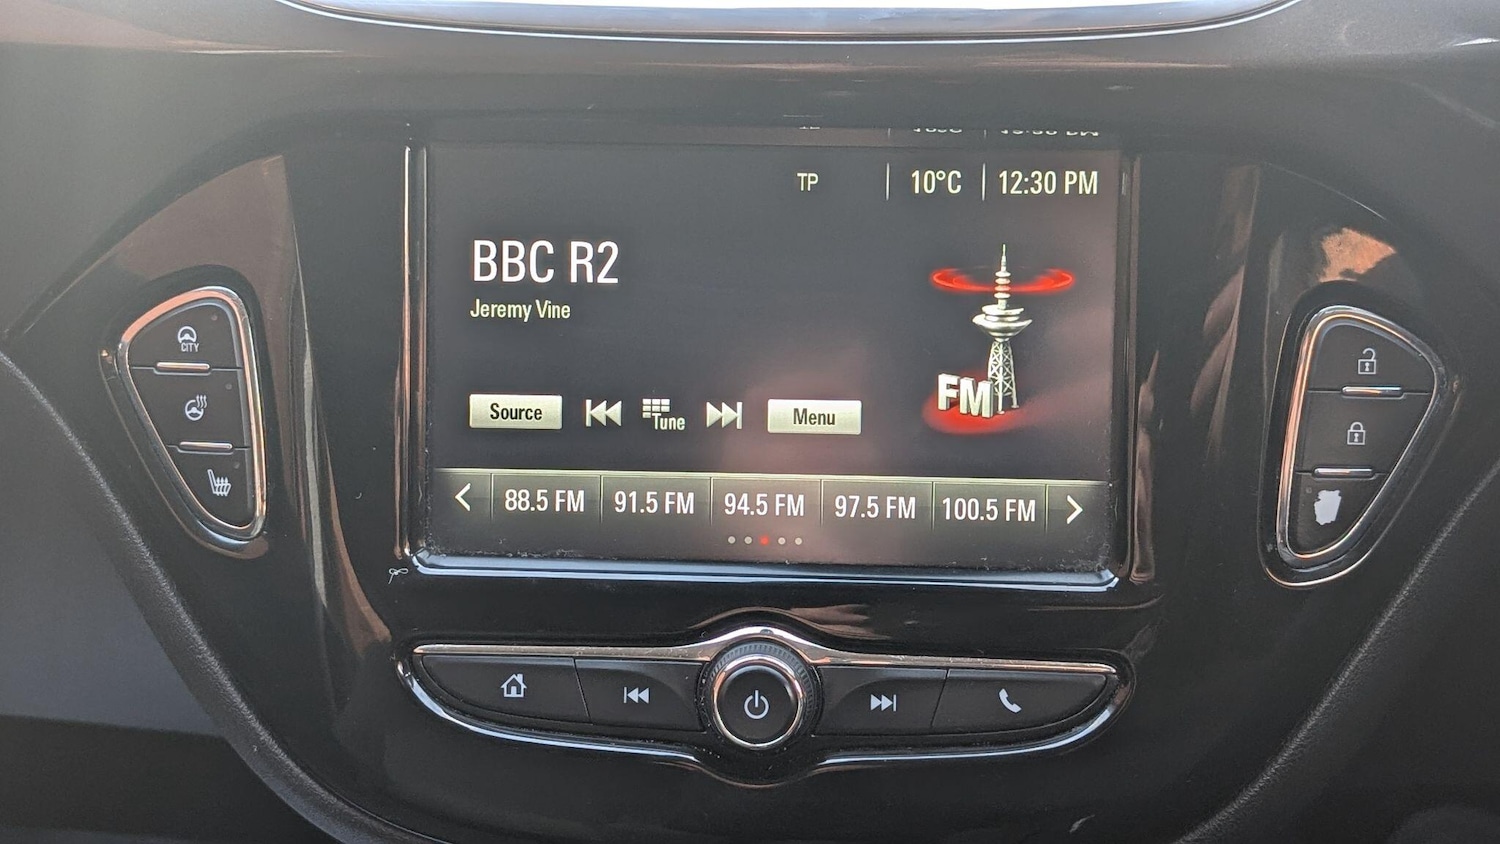 TP 10°C 12:30 PM
BBC R2
Jeremy Vine
CITY
Source Tune Menu
FM
88.5 FM 91.5 FM 94.5 FM 97.5 FM 100.5 FM